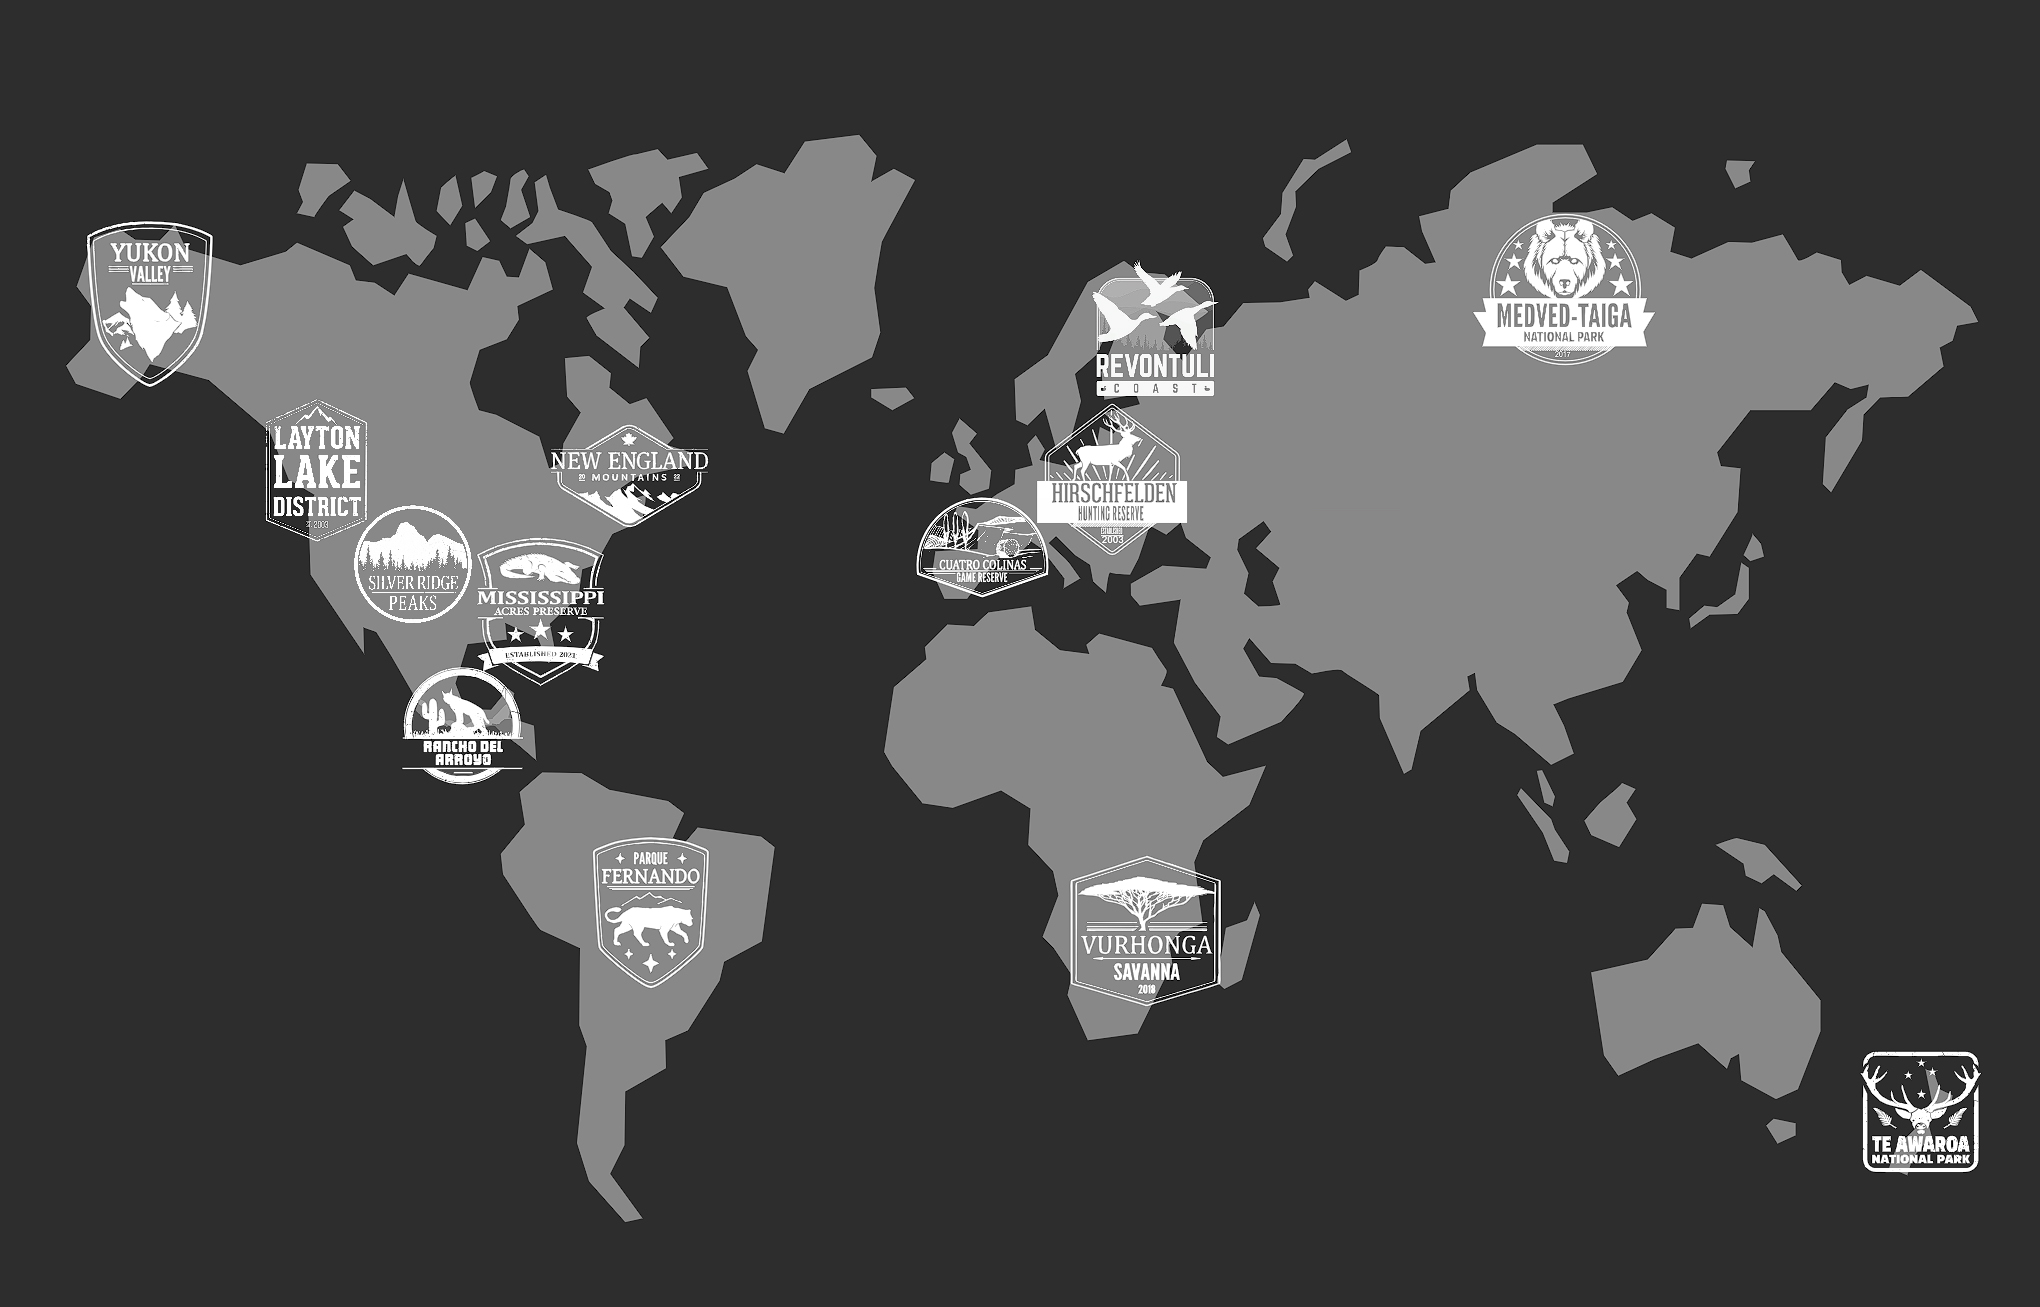 YUKON
VALLEY
LAYTON
LAKE
DISTRICT
2003
NEW ENGLAND
20 MOUNTAINS 22
SILVER RIDGE
PEAKS
MISSISSIPPI
ACRES PRESERVE
ESTABLISHED 2021
RANCHO DEL
ARROYO
PARQUE
FERNANDO
REVONTULI
COAST
HIRSCHFELDEN
HUNTING RESERVE
2003
CUATRO COLINAS
GAME RESERVE
VURHONGA
SAVANNA
2018
MEDVED-TAIGA
NATIONAL PARK
2017
TE AWAROA
NATIONAL PARK